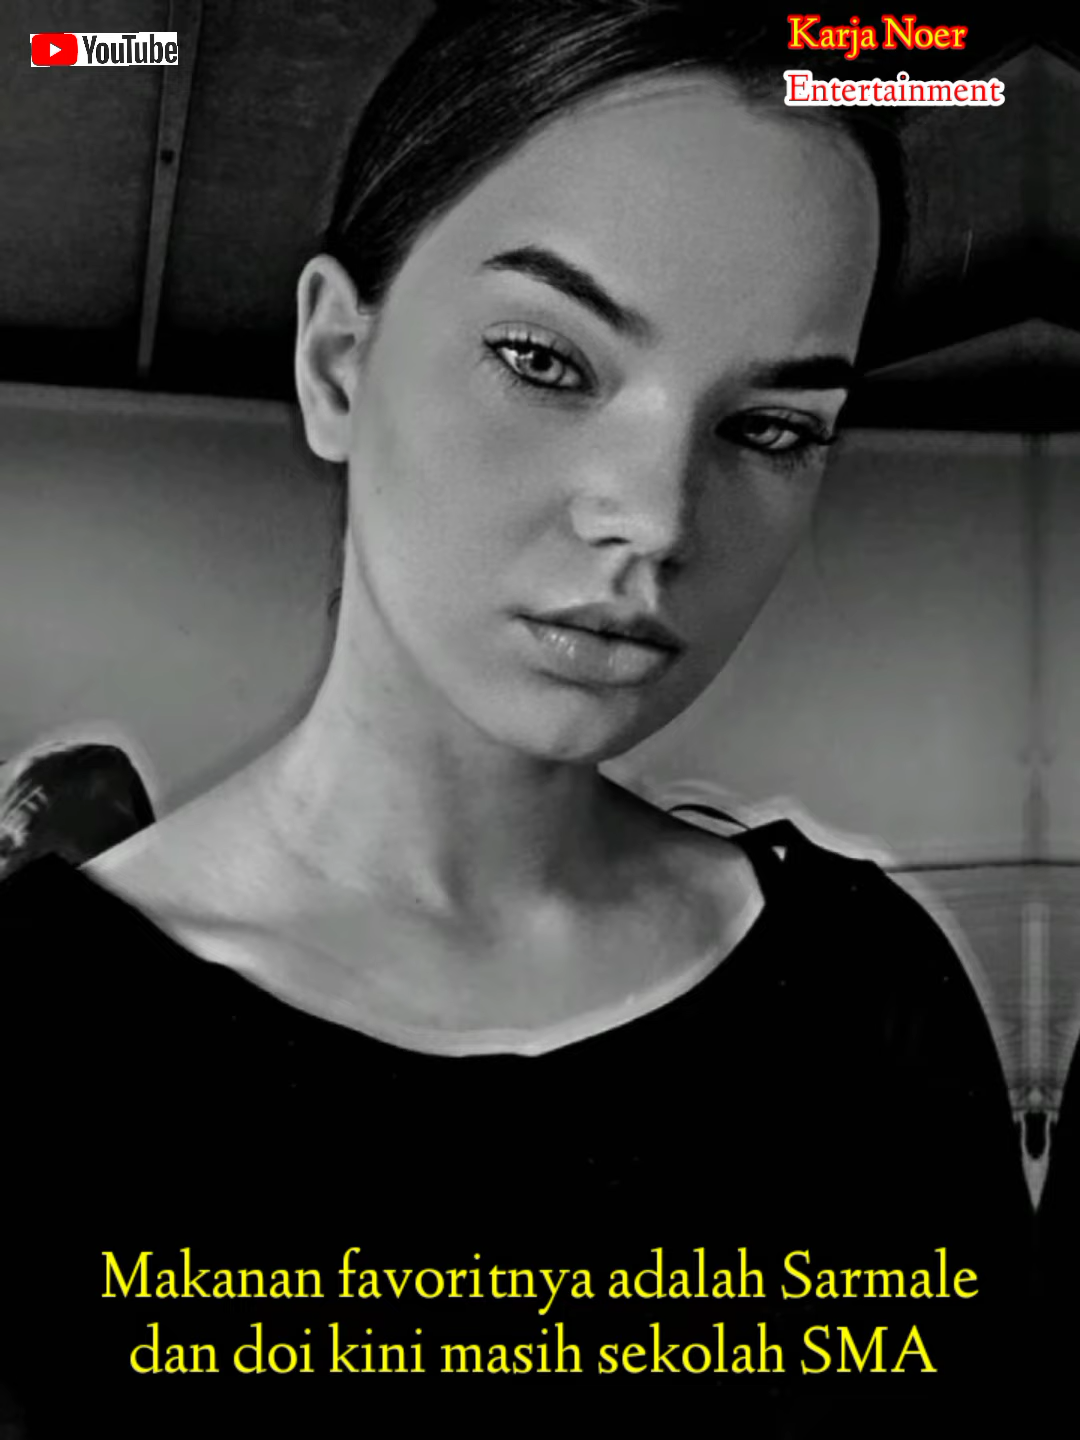 YouTube
Karja Noer
Entertainment
Makanan favoritnya adalah Sarmale
dan doi kini masih sekolah SMA